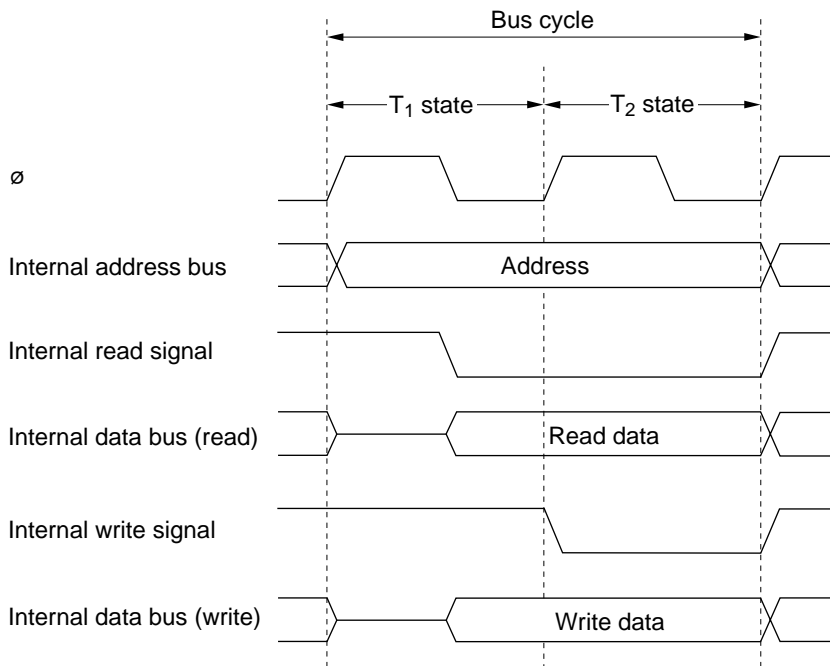 Bus cycle
T₁ state
T₂ state
ø
Internal address bus
Address
Internal read signal
Internal data bus (read)
Read data
Internal write signal
Internal data bus (write)
Write data